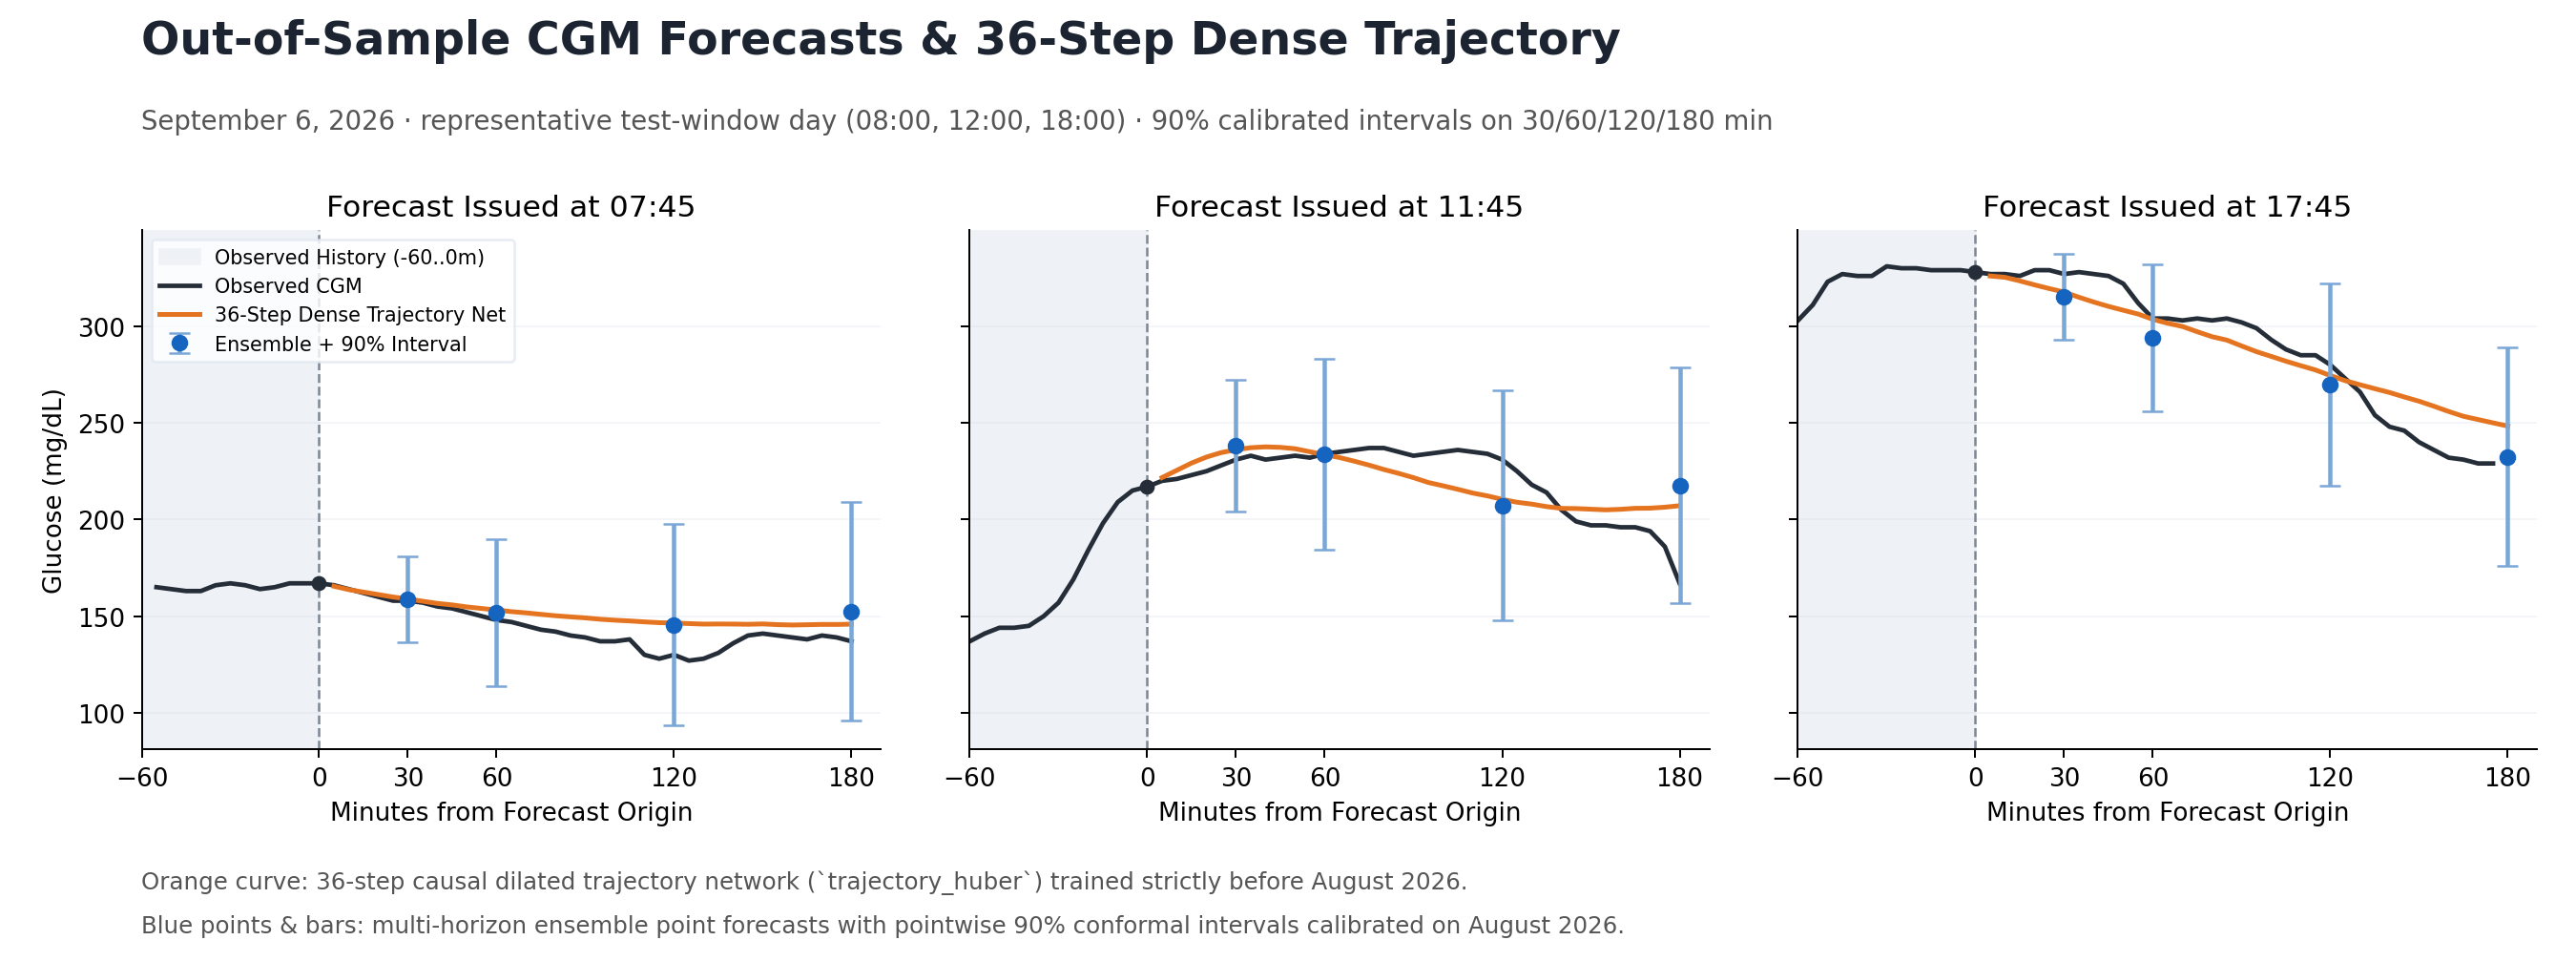 Out-of-Sample CGM Forecasts & 36-Step Dense Trajectory
September 6, 2026 · representative test-window day (08:00, 12:00, 18:00) · 90% calibrated intervals on 30/60/120/180 min
Forecast Issued at 07:45
Forecast Issued at 11:45
Forecast Issued at 17:45
Observed History (-60..0m)
Observed CGM
36-Step Dense Trajectory Net
Ensemble + 90% Interval
Glucose (mg/dL)
300
250
200
150
100
−60 0 30 60 120 180
−60 0 30 60 120 180
−60 0 30 60 120 180
Minutes from Forecast Origin
Minutes from Forecast Origin
Minutes from Forecast Origin
Orange curve: 36-step causal dilated trajectory network (`trajectory_huber`) trained strictly before August 2026.
Blue points & bars: multi-horizon ensemble point forecasts with pointwise 90% conformal intervals calibrated on August 2026.